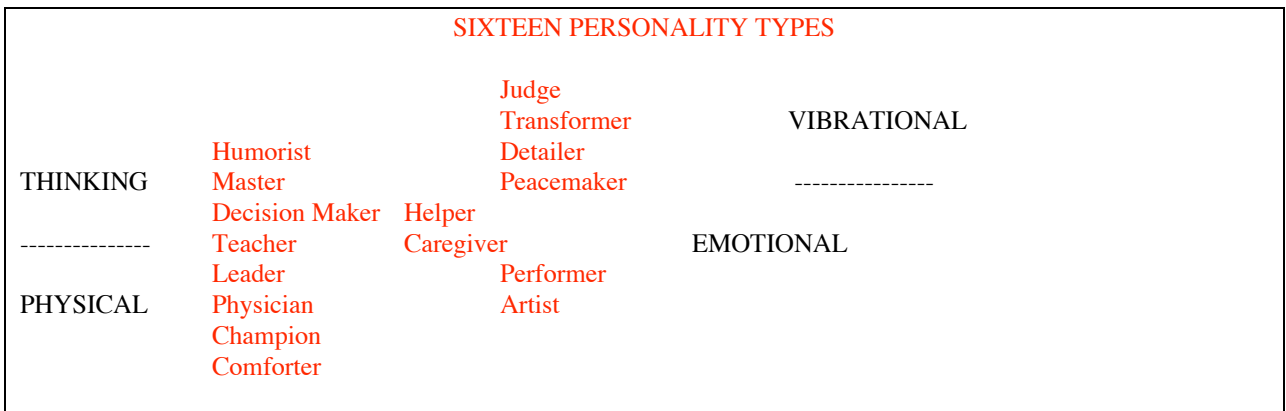 SIXTEEN PERSONALITY TYPES
Judge
Transformer VIBRATIONAL
Humorist Detailer
THINKING Master Peacemaker ----------------
Decision Maker Helper
--------------- Teacher Caregiver EMOTIONAL
Leader Performer
PHYSICAL Physician Artist
Champion
Comforter